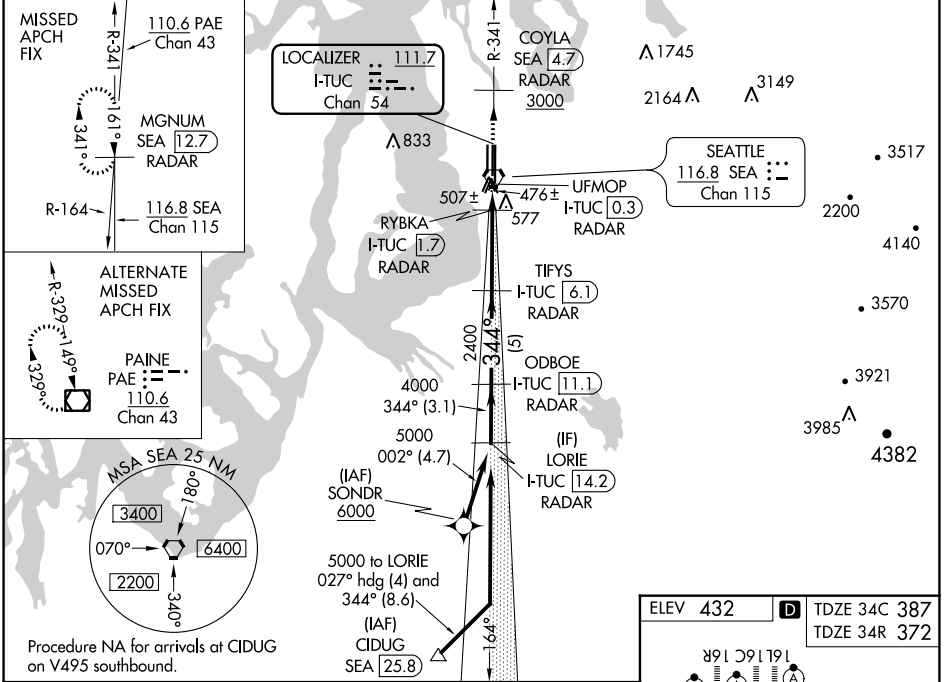 MISSED
APCH
FIX
R-341
110.6 PAE
Chan 43
341°
161°
MGNUM
SEA 12.7
RADAR
R-164
116.8 SEA
Chan 115
ALTERNATE
MISSED
APCH FIX
R-329
149°
329°
PAINE
PAE
110.6
Chan 43
MSA SEA 25 NM
180°
3400
070°
6400
2200
340°
Procedure NA for arrivals at CIDUG
on V495 southbound.
LOCALIZER 111.7
I-TUC
Chan 54
R-341
COYLA
SEA 4.7
RADAR
3000
1745
2164
3149
833
SEATTLE
116.8 SEA
Chan 115
3517
2200
4140
507±
476±
577
UFMOP
I-TUC 0.3
RADAR
RYBKA
I-TUC 1.7
RADAR
TIFYS
I-TUC 6.1
RADAR
3570
2400
344°
(5)
ODBOE
I-TUC 11.1
RADAR
3921
3985
4382
4000
344° (3.1)
5000
002° (4.7)
(IF)
LORIE
I-TUC 14.2
RADAR
(IAF)
SONDR
6000
5000 to LORIE
027° hdg (4) and
344° (8.6)
(IAF)
CIDUG
SEA 25.8
164°
ELEV 432
D
TDZE 34C 387
TDZE 34R 372
16R 16C 16L
A